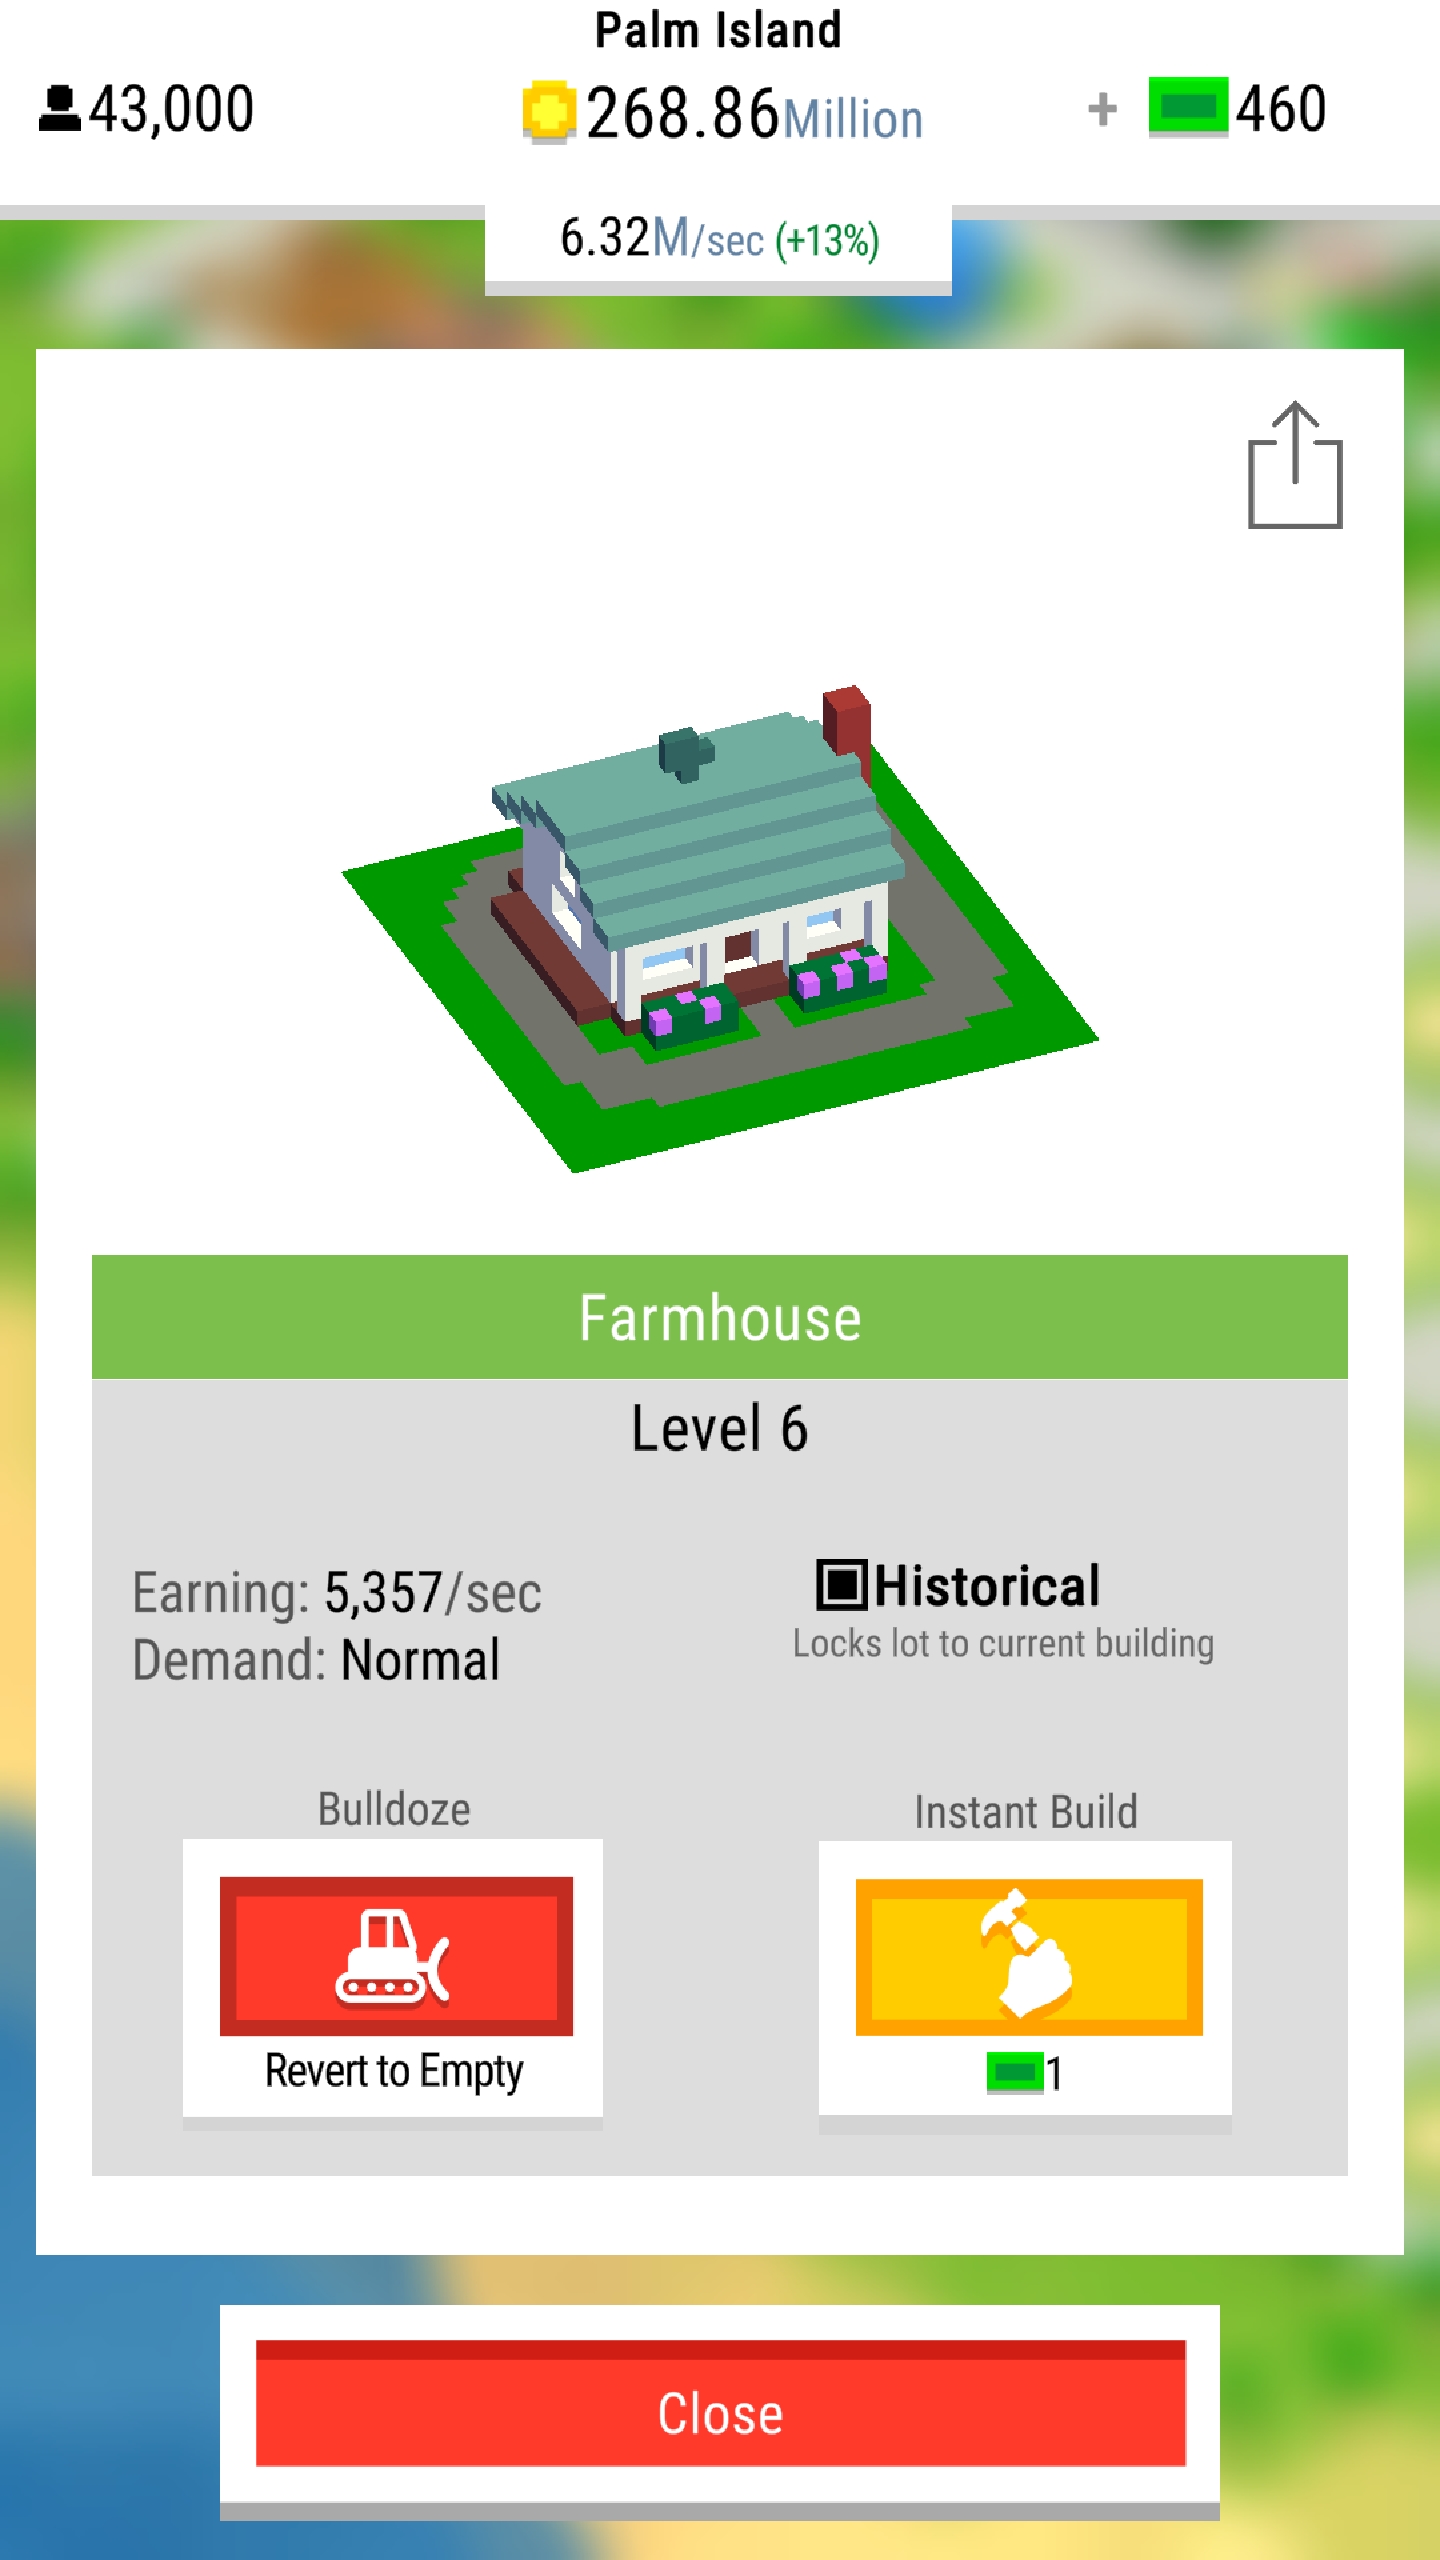 Palm Island
43,000
268.86Million
+ 460
6.32M/sec (+13%)
Farmhouse
Level 6
Earning: 5,357/sec
Demand: Normal
Historical
Locks lot to current building
Bulldoze
Revert to Empty
Instant Build
1
Close